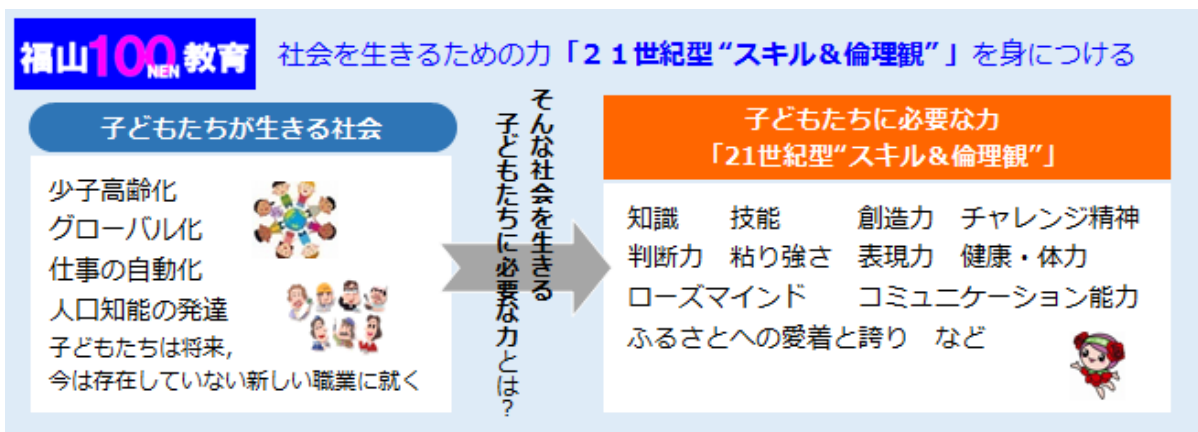 福山100NEN教育
社会を生きるための力「21世紀型“スキル&倫理観”」を身につける
子どもたちが生きる社会
少子高齢化
グローバル化
仕事の自動化
人口知能の発達
子どもたちは将来,
今は存在していない新しい職業に就く
そんな社会を生きる
子どもたちに必要な力とは?
子どもたちに必要な力
「21世紀型“スキル&倫理観”」
知識 技能 創造力 チャレンジ精神
判断力 粘り強さ 表現力 健康・体力
ローズマインド コミュニケーション能力
ふるさとへの愛着と誇り など